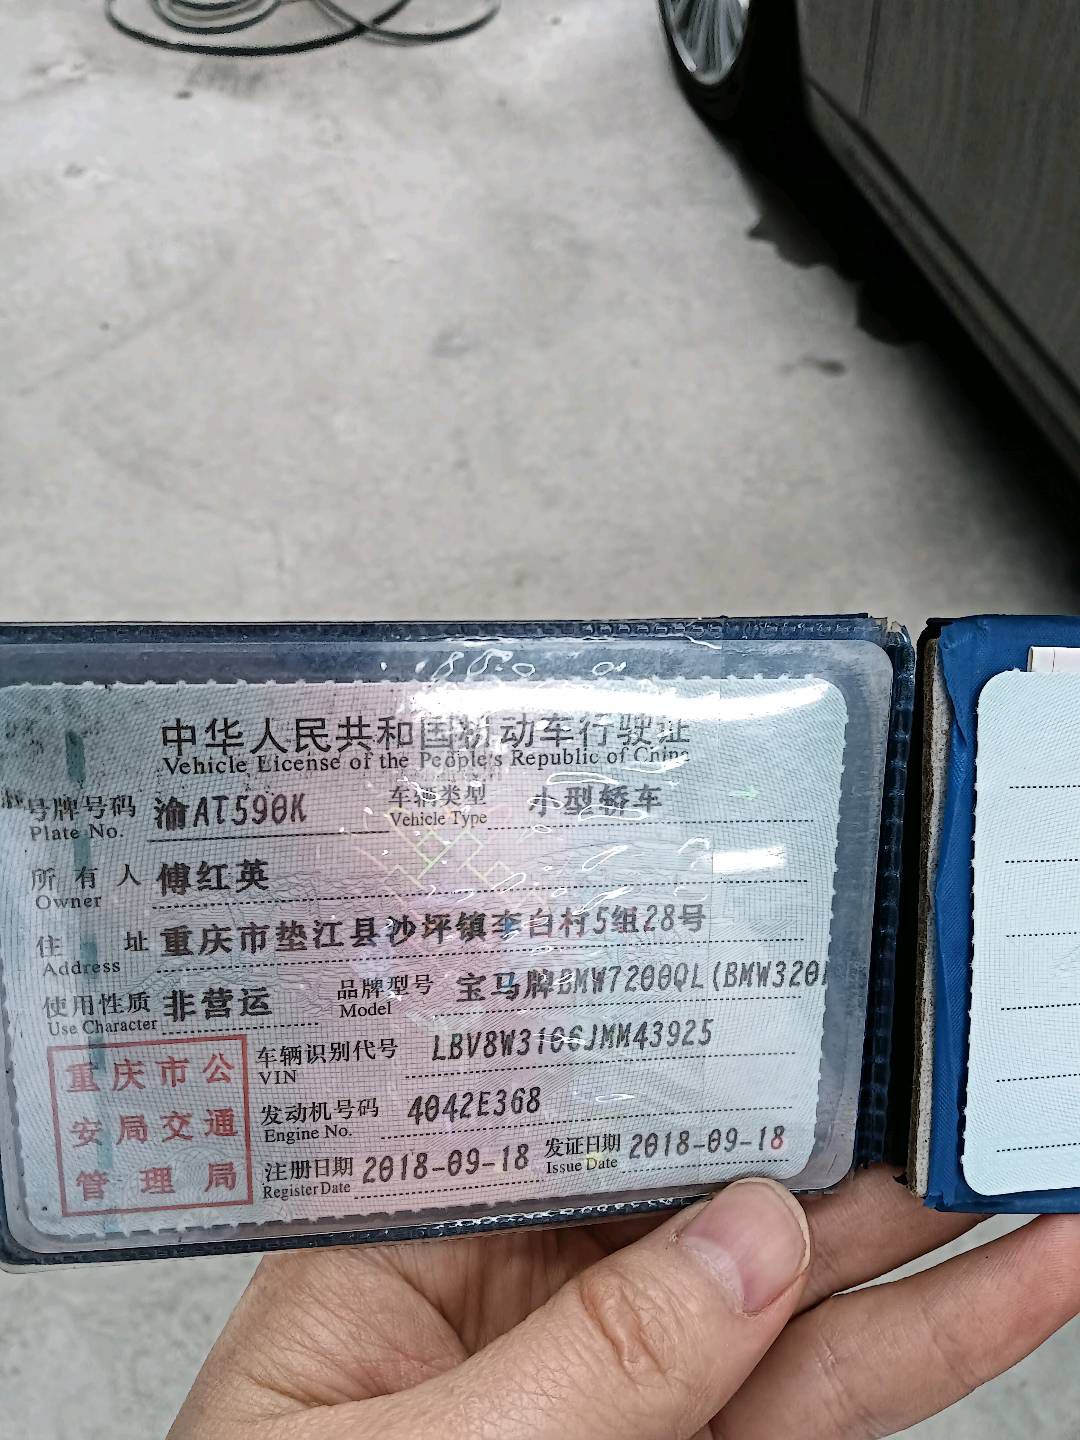 中华人民共和国机动车行驶证
Vehicle License of the People's Republic of China
号牌号码 渝AT590K 车辆类型 小型轿车
Plate No. Vehicle Type
所有人 傅红英
Owner
住址 重庆市垫江县沙坪镇李白村5组28号
Address
使用性质 非营运 品牌型号 宝马牌BMW7200QL(BMW320
Use Character Model
重庆市公
安局交通
管理局
车辆识别代号 LBV8W3106JMM43925
VIN
发动机号码 4042E368
Engine No.
注册日期 2018-09-18 发证日期 2018-09-18
Register Date Issue Date